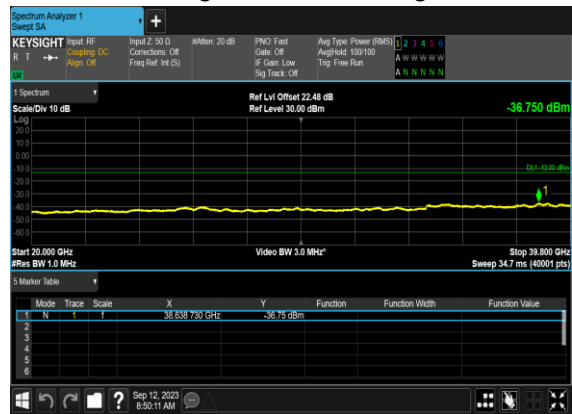 Spectrum Analyzer 1
Swept SA
KEYSIGHT Input: RF
R T Coupling: DC
Align: Off
Input Z: 50 Ω
Corrections: Off
Freq Ref: Int (S)
#Atten: 20 dB
PNO: Fast
Gate: Off
IF Gain: Low
Sig Track: Off
Avg Type: Power (RMS)
Avg|Hold: 100/100
Trig: Free Run
1 2 3 4 5 6
A W W W W W
A N N N N N
1 Spectrum
Scale/Div 10 dB
Ref Lvl Offset 22.48 dB
Ref Level 30.00 dBm
-36.750 dBm
Log
20.0
10.0
0.00
-10.0
DL1 -13.00 dBm
-20.0
-30.0
1
-40.0
-50.0
-60.0
Start 20.000 GHz
#Res BW 1.0 MHz
Video BW 3.0 MHz*
Stop 39.800 GHz
Sweep 34.7 ms (40001 pts)
5 Marker Table
Mode Trace Scale X Y Function Function Width Function Value
1 N 1 f 38.638 730 GHz -36.75 dBm
2
3
4
5
6
?
Sep 12, 2023
8:50:11 AM